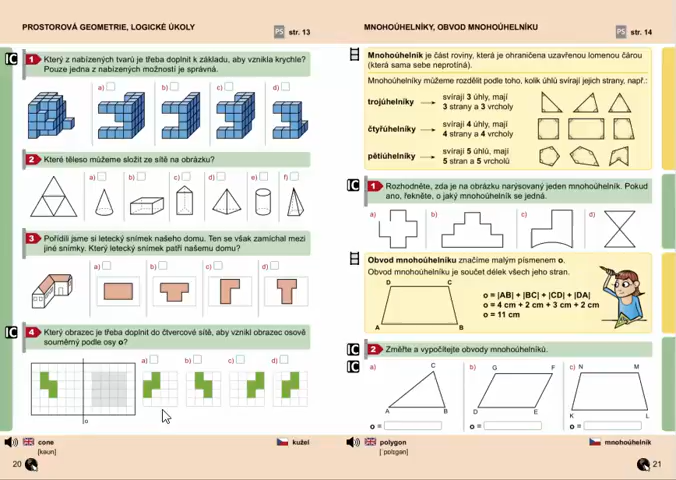 PROSTOROVÁ GEOMETRIE, LOGICKÉ ÚKOLY
PS str. 13
1 Který z nabízených tvarů je třeba doplnit k základu, aby vznikla krychle?
Pouze jedna z nabízených možností je správná.
a) b) c) d)
2 Které těleso můžeme složit ze sítě na obrázku?
a) b) c) d) e) f)
3 Pořídili jsme si letecký snímek našeho domu. Ten se však zamíchal mezi
jiné snímky. Který letecký snímek patří našemu domu?
a) b) c) d)
4 Který obrazec je třeba doplnit do čtvercové sítě, aby vznikl obrazec osově
souměrný podle osy o?
a) b) c) d)
o
cone
[kəun]
kužel
20
MNOHOÚHELNÍKY, OBVOD MNOHOÚHELNÍKU
PS str. 14
Mnohoúhelník je část roviny, která je ohraničena uzavřenou lomenou čárou
(která sama sebe neprotíná).
Mnohoúhelníky můžeme rozdělit podle toho, kolik úhlů svírají jejich strany, např.:
trojúhelníky → svírají 3 úhly, mají
3 strany a 3 vrcholy
čtyřúhelníky → svírají 4 úhly, mají
4 strany a 4 vrcholy
pětiúhelníky → svírají 5 úhlů, mají
5 stran a 5 vrcholů
1 Rozhodněte, zda je na obrázku narýsovaný jeden mnohoúhelník. Pokud
ano, řekněte, o jaký mnohoúhelník se jedná.
a) b) c) d)
Obvod mnohoúhelníku značíme malým písmenem o.
Obvod mnohoúhelníku je součet délek všech jeho stran.
D C
A B
o = |AB| + |BC| + |CD| + |DA|
o = 4 cm + 2 cm + 3 cm + 2 cm
o = 11 cm
2 Změřte a vypočítejte obvody mnohoúhelníků.
a) b) c)
C G F N M
A B D E K L
o = o = o =
polygon
[ˈpɒlɪgən]
mnohoúhelník
21